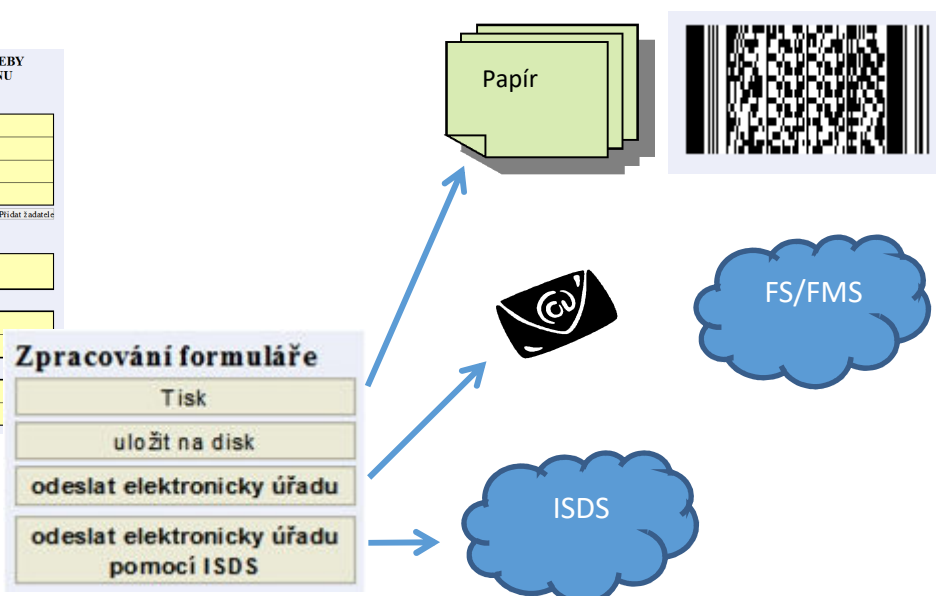 EBY
NU
Přidat žadatele
Papír
FS/FMS
Zpracování formuláře
Tisk
uložit na disk
odeslat elektronicky úřadu
odeslat elektronicky úřadu
pomocí ISDS
ISDS